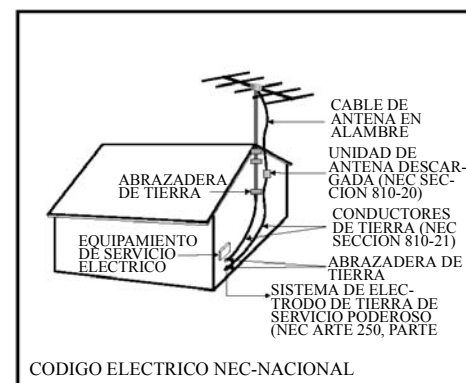 CABLE DE
ANTENA EN
ALAMBRE
UNIDAD DE
ANTENA DESCAR-
GADA (NEC SEC-
CION 810-20)
ABRAZADERA
DE TIERRA
CONDUCTORES
DE TIERRA (NEC
SECCION 810-21)
EQUIPAMIENTO
DE SERVICIO
ELECTRICO
ABRAZADERA DE
TIERRA
SISTEMA DE ELEC-
TRODO DE TIERRA DE
SERVICIO PODEROSO
(NEC ARTE 250, PARTE
CODIGO ELECTRICO NEC-NACIONAL